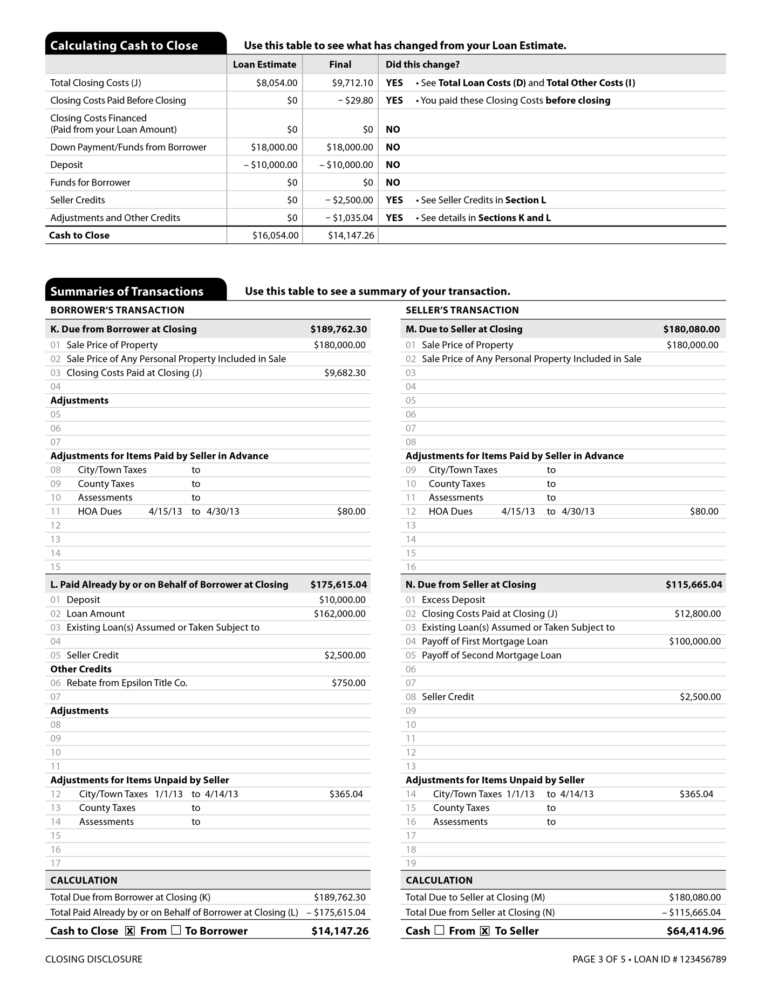 Calculating Cash to Close Use this table to see what has changed from your Loan Estimate.
Loan Estimate Final Did this change?
Total Closing Costs (J) $8,054.00 $9,712.10 YES • See Total Loan Costs (D) and Total Other Costs (I)
Closing Costs Paid Before Closing $0 – $29.80 YES • You paid these Closing Costs before closing
Closing Costs Financed
(Paid from your Loan Amount) $0 $0 NO
Down Payment/Funds from Borrower $18,000.00 $18,000.00 NO
Deposit – $10,000.00 – $10,000.00 NO
Funds for Borrower $0 $0 NO
Seller Credits $0 – $2,500.00 YES • See Seller Credits in Section L
Adjustments and Other Credits $0 – $1,035.04 YES • See details in Sections K and L
Cash to Close $16,054.00 $14,147.26
Summaries of Transactions Use this table to see a summary of your transaction.
BORROWER'S TRANSACTION
K. Due from Borrower at Closing $189,762.30
01 Sale Price of Property $180,000.00
02 Sale Price of Any Personal Property Included in Sale
03 Closing Costs Paid at Closing (J) $9,682.30
04
Adjustments
05
06
07
Adjustments for Items Paid by Seller in Advance
08 City/Town Taxes to
09 County Taxes to
10 Assessments to
11 HOA Dues 4/15/13 to 4/30/13 $80.00
12
13
14
15
L. Paid Already by or on Behalf of Borrower at Closing $175,615.04
01 Deposit $10,000.00
02 Loan Amount $162,000.00
03 Existing Loan(s) Assumed or Taken Subject to
04
05 Seller Credit $2,500.00
Other Credits
06 Rebate from Epsilon Title Co. $750.00
07
Adjustments
08
09
10
11
Adjustments for Items Unpaid by Seller
12 City/Town Taxes 1/1/13 to 4/14/13 $365.04
13 County Taxes to
14 Assessments to
15
16
17
CALCULATION
Total Due from Borrower at Closing (K) $189,762.30
Total Paid Already by or on Behalf of Borrower at Closing (L) – $175,615.04
Cash to Close X From To Borrower $14,147.26
SELLER'S TRANSACTION
M. Due to Seller at Closing $180,080.00
01 Sale Price of Property $180,000.00
02 Sale Price of Any Personal Property Included in Sale
03
04
05
06
07
08
Adjustments for Items Paid by Seller in Advance
09 City/Town Taxes to
10 County Taxes to
11 Assessments to
12 HOA Dues 4/15/13 to 4/30/13 $80.00
13
14
15
16
N. Due from Seller at Closing $115,665.04
01 Excess Deposit
02 Closing Costs Paid at Closing (J) $12,800.00
03 Existing Loan(s) Assumed or Taken Subject to
04 Payoff of First Mortgage Loan $100,000.00
05 Payoff of Second Mortgage Loan
06
07
08 Seller Credit $2,500.00
09
10
11
12
13
Adjustments for Items Unpaid by Seller
14 City/Town Taxes 1/1/13 to 4/14/13 $365.04
15 County Taxes to
16 Assessments to
17
18
19
CALCULATION
Total Due to Seller at Closing (M) $180,080.00
Total Due from Seller at Closing (N) – $115,665.04
Cash From X To Seller $64,414.96
CLOSING DISCLOSURE PAGE 3 OF 5 • LOAN ID # 123456789